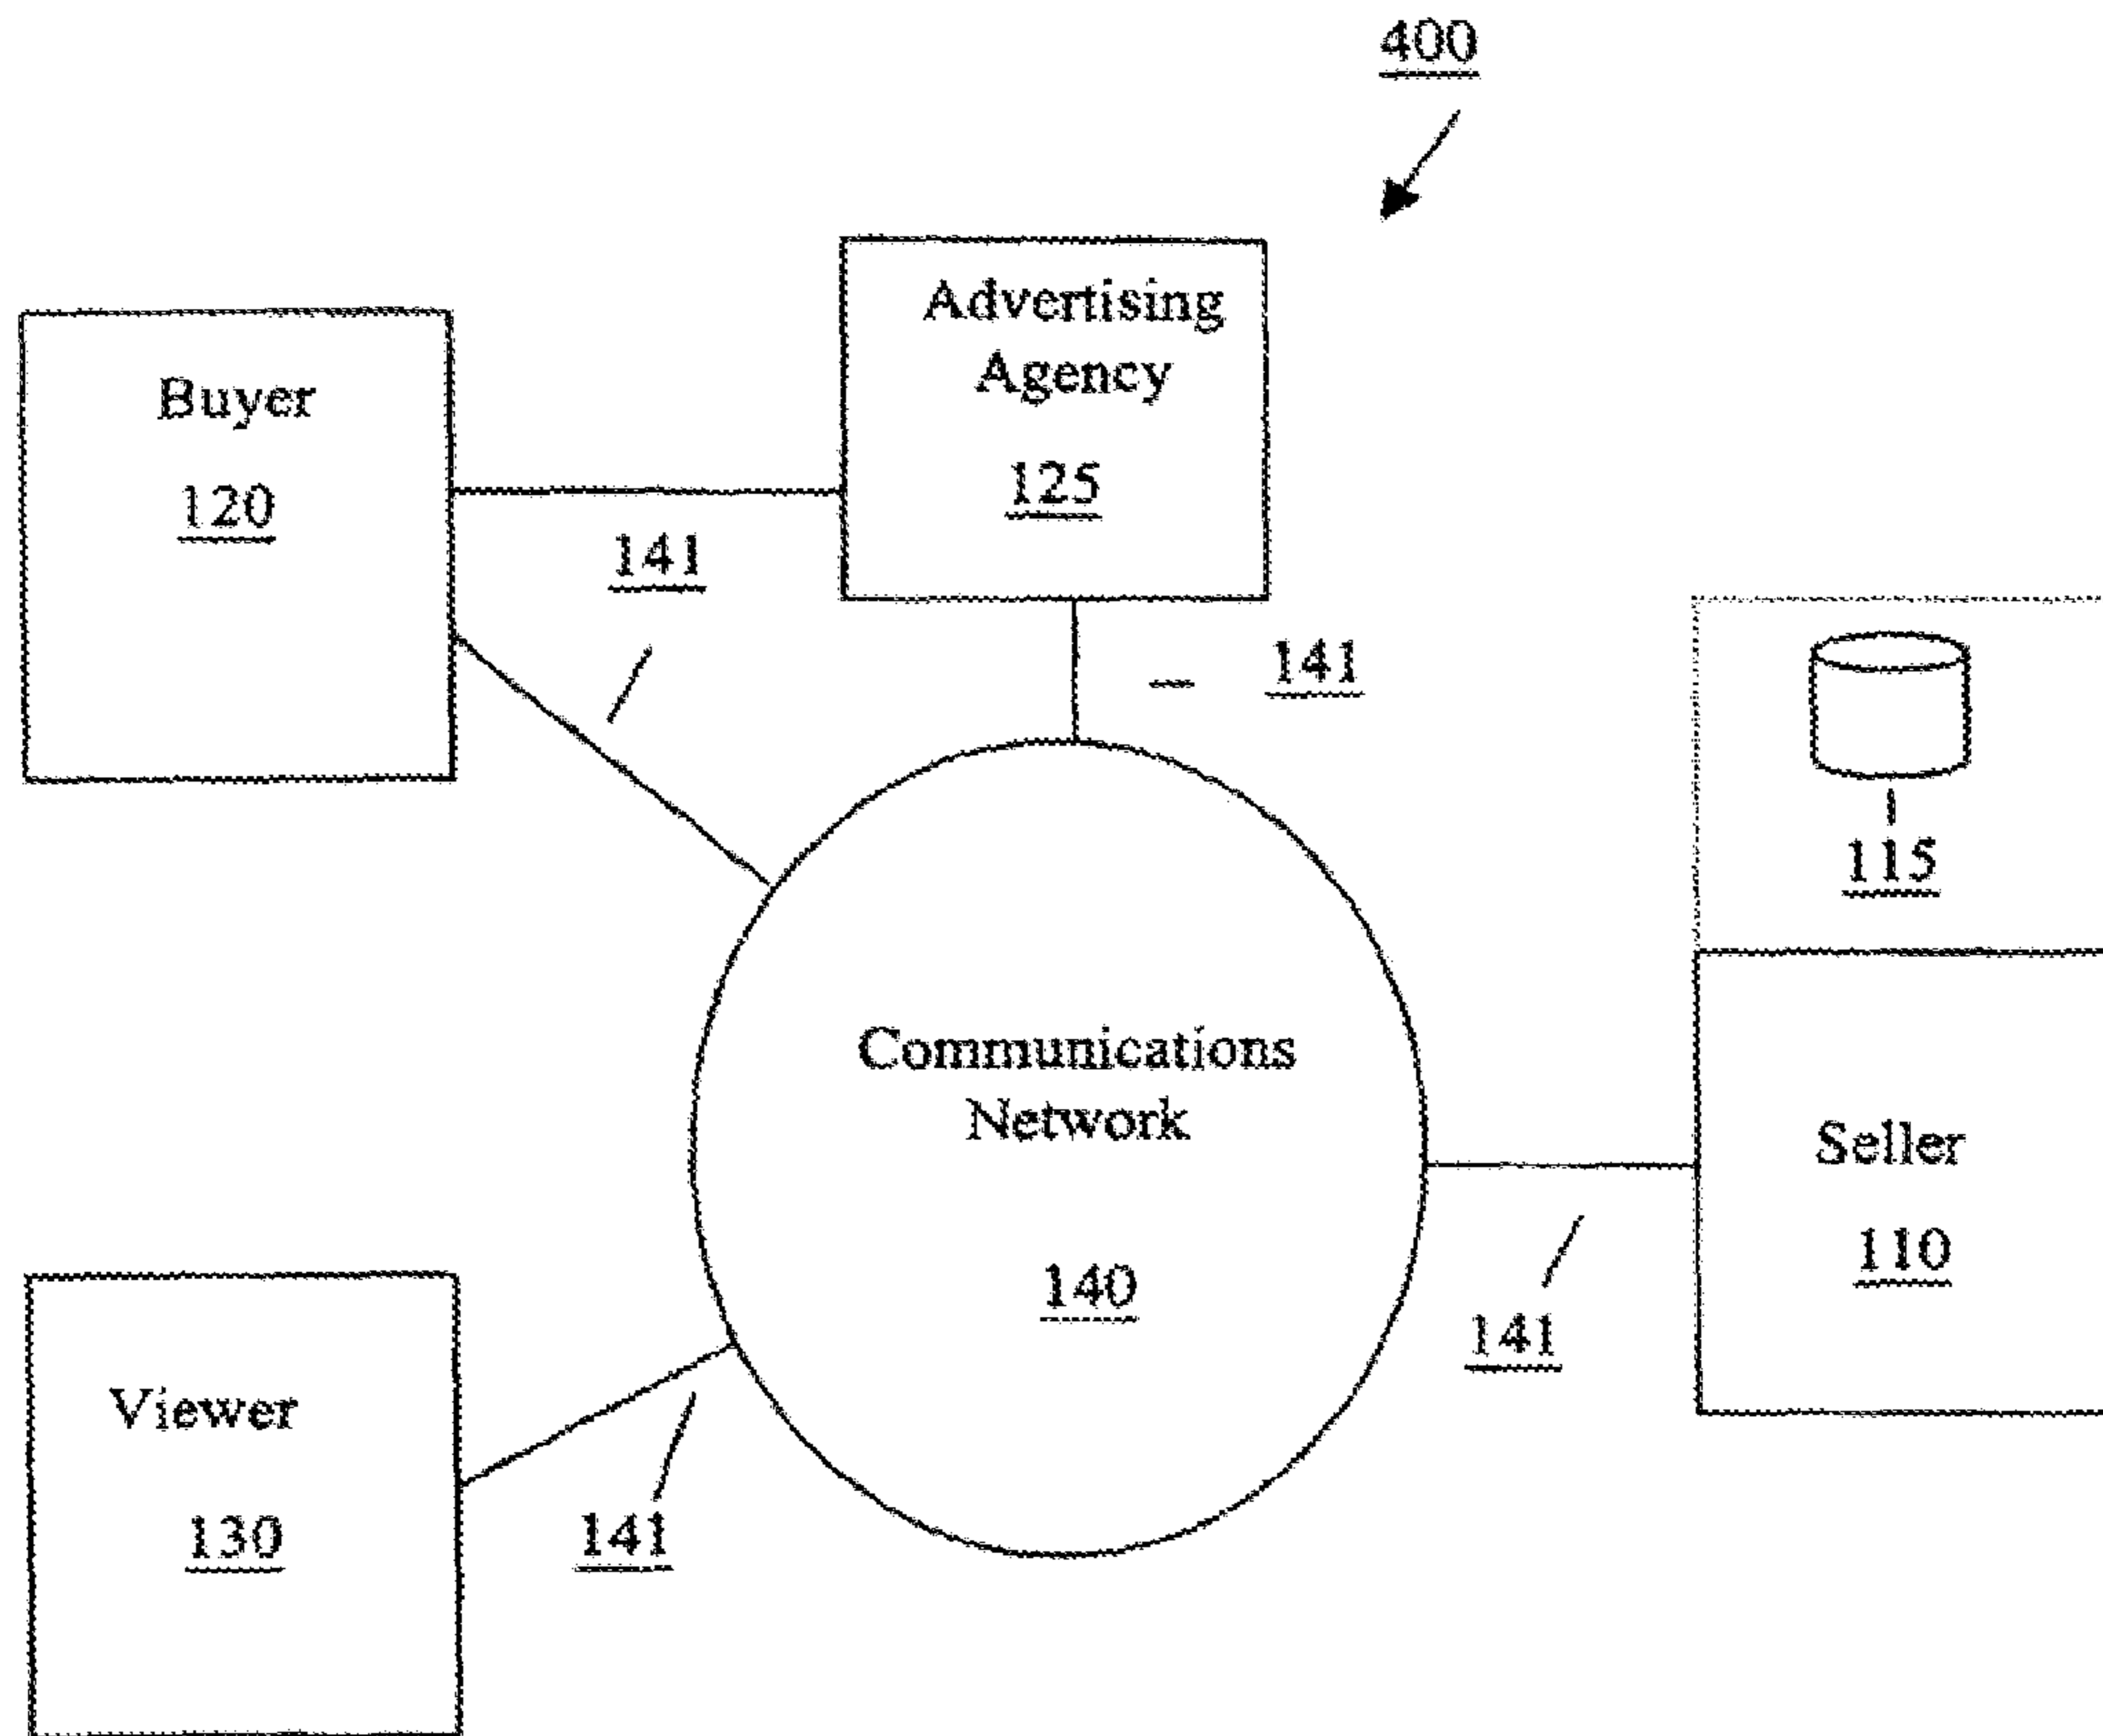 400
Advertising
Agency
125
Buyer
120
141
141
115
Communications
Network
140
Seller
110
141
Viewer
130
141